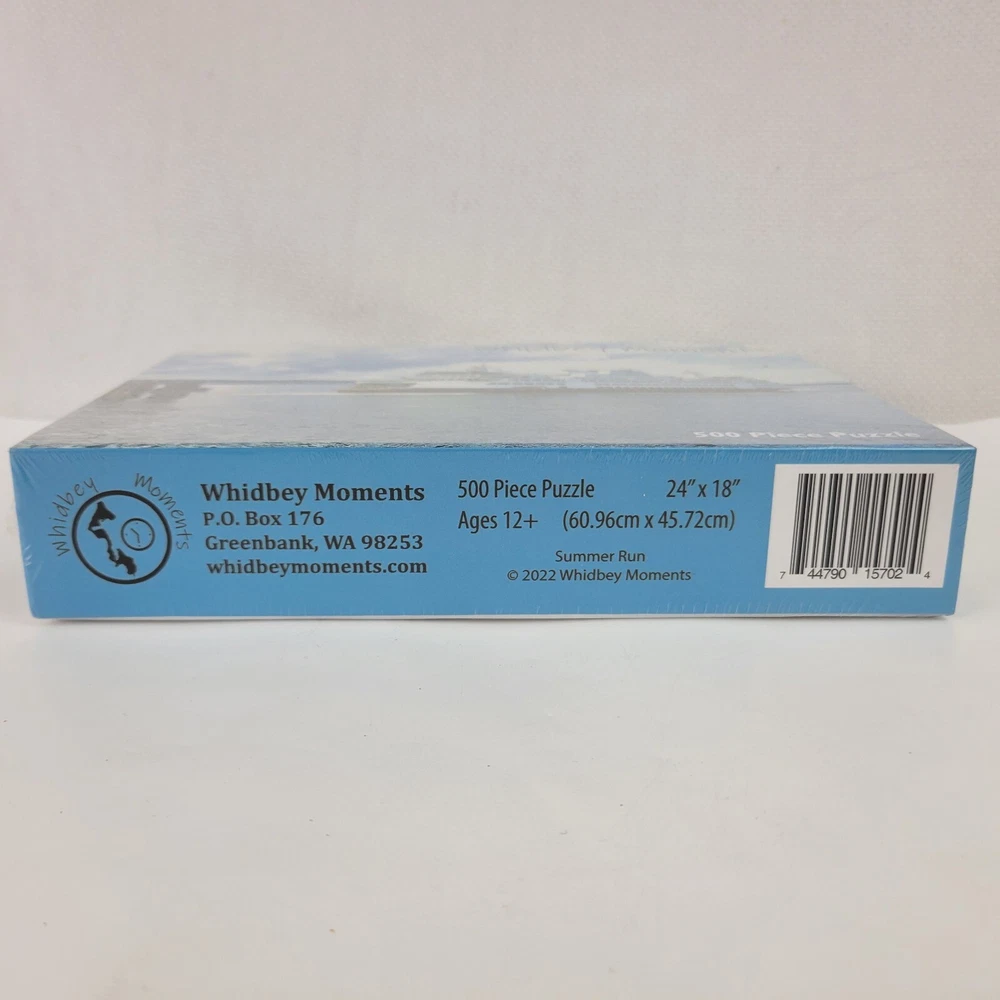 500 Piece Puzzle
Whidbey Moments
Whidbey Moments
P.O. Box 176
Greenbank, WA 98253
whidbeymoments.com
500 Piece Puzzle 24” x 18”
Ages 12+ (60.96cm x 45.72cm)
Summer Run
© 2022 Whidbey Moments
7 44790 15702 4